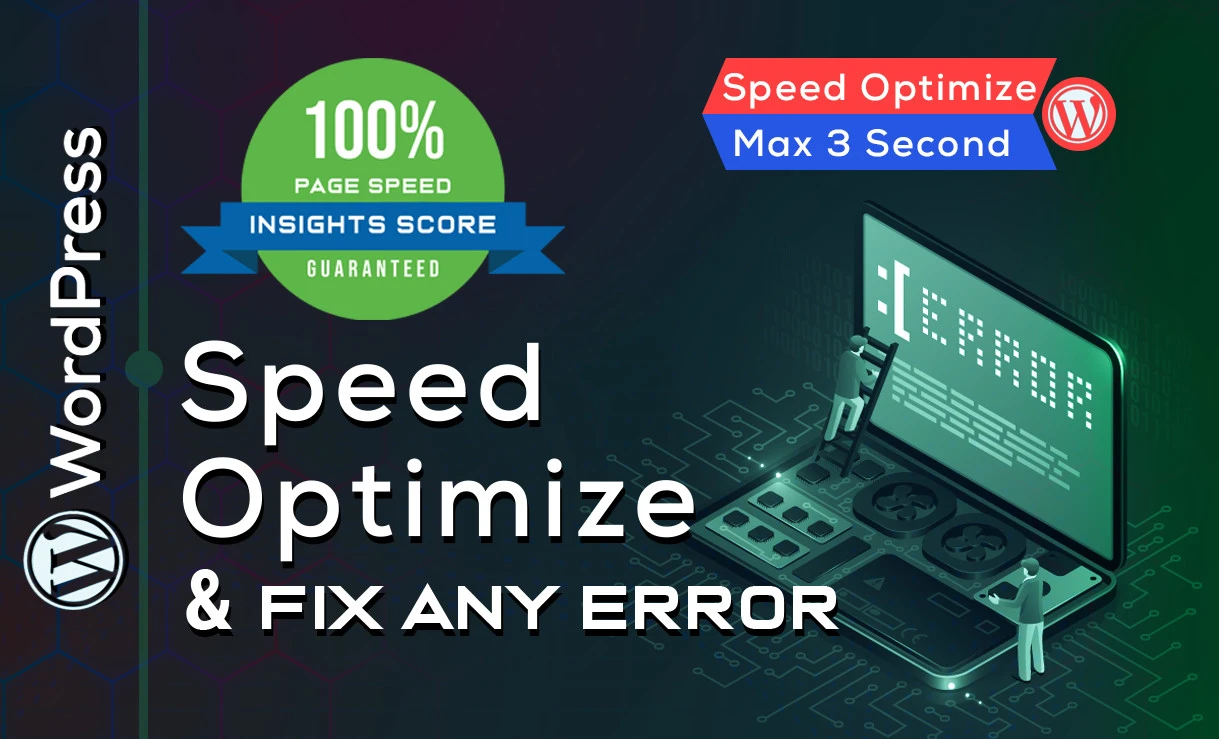 WordPress
100%
PAGE SPEED
INSIGHTS SCORE
GUARANTEED
Speed Optimize
Max 3 Second
:[ERROR
Speed
Optimize
& FIX ANY ERROR